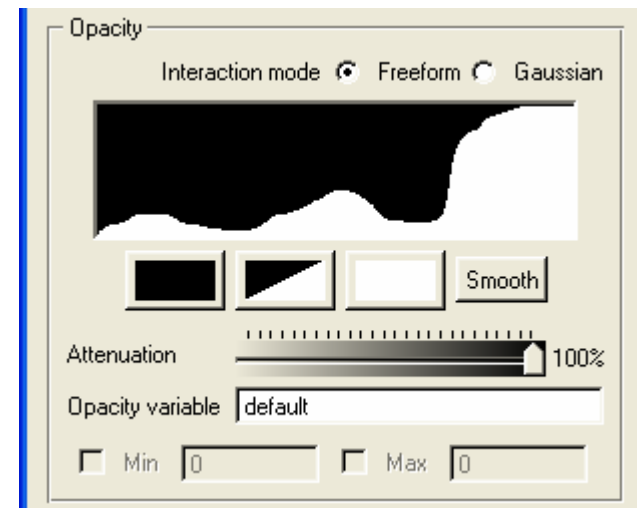 Opacity
Interaction mode Freeform Gaussian
Smooth
Attenuation 100%
Opacity variable default
Min 0 Max 0